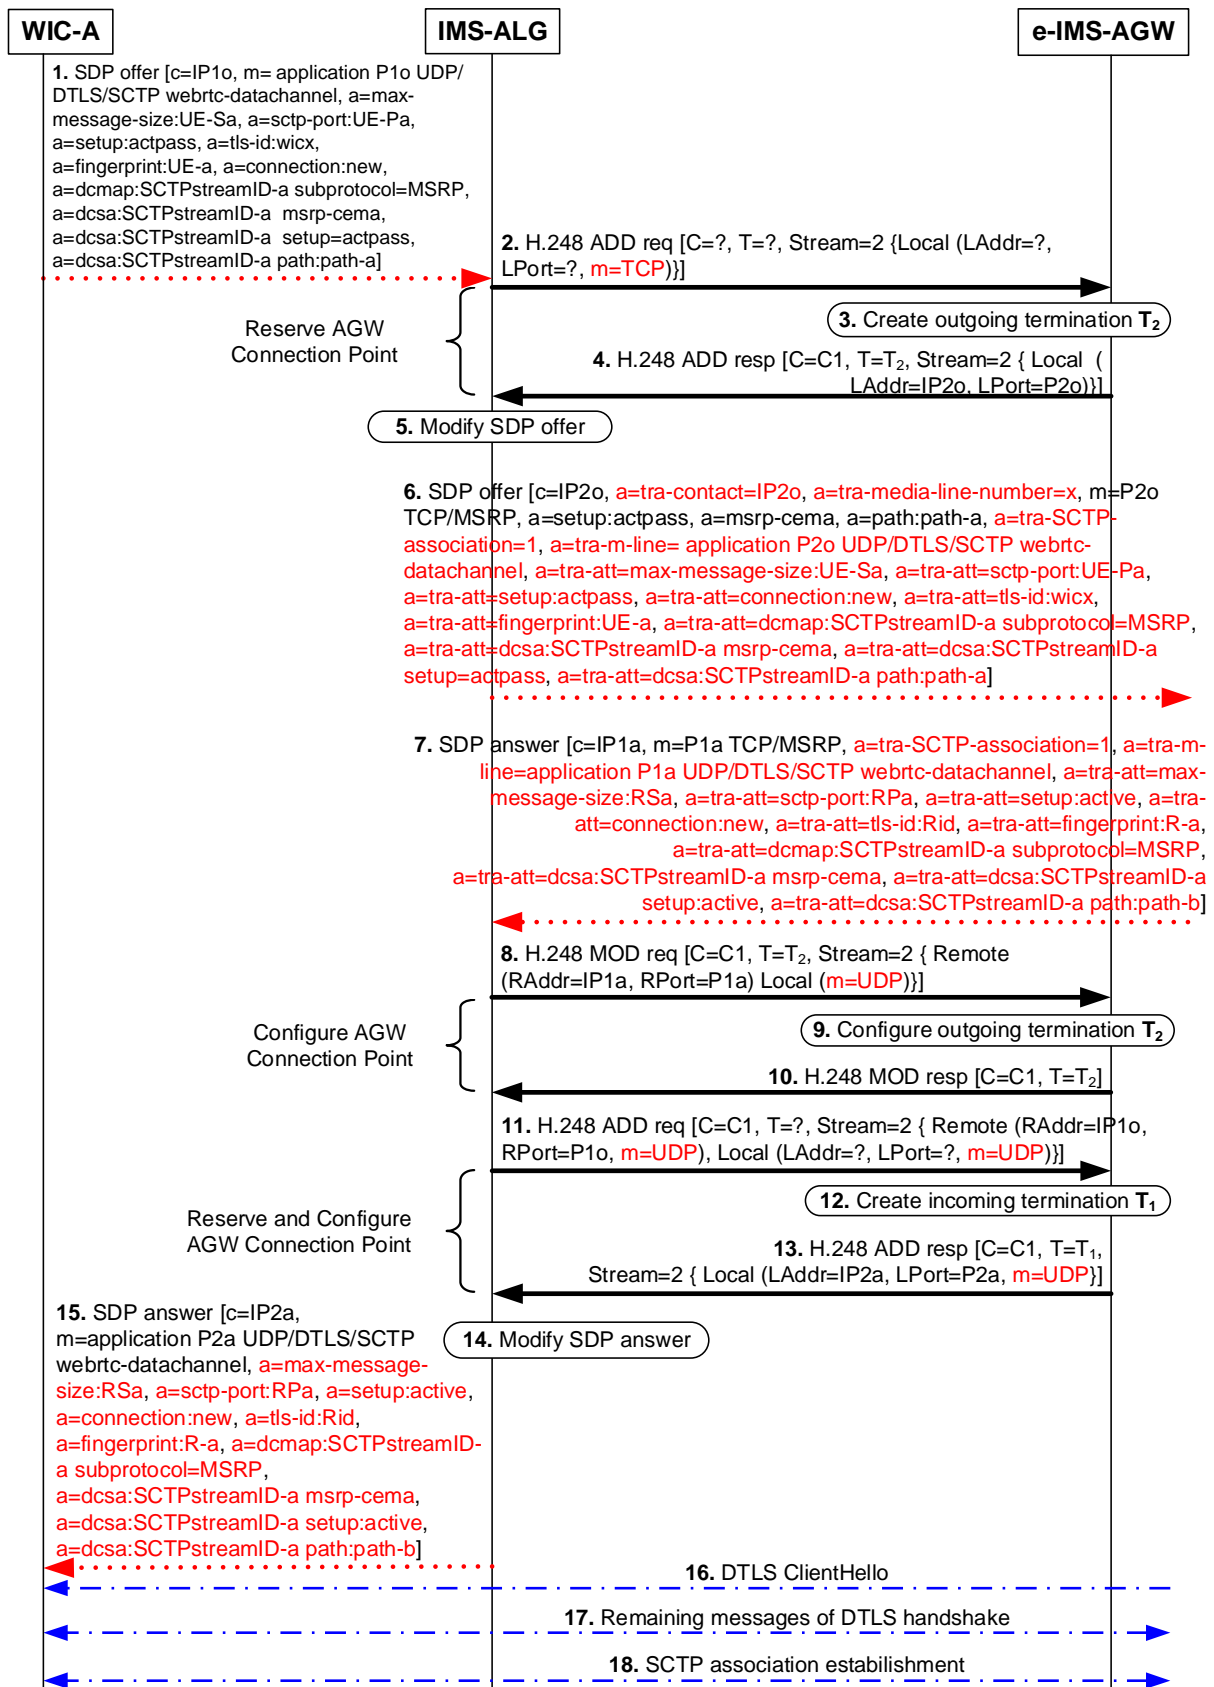 WIC-A
IMS-ALG
e-IMS-AGW
1. SDP offer [c=IP1o, m= application P1o UDP/
DTLS/SCTP webrtc-datachannel, a=max-
message-size:UE-Sa, a=sctp-port:UE-Pa,
a=setup:actpass, a=tls-id:wicx,
a=fingerprint:UE-a, a=connection:new,
a=dcmap:SCTPstreamID-a subprotocol=MSRP,
a=dcsa:SCTPstreamID-a  msrp-cema,
a=dcsa:SCTPstreamID-a  setup=actpass,
a=dcsa:SCTPstreamID-a path:path-a]
2. H.248 ADD req [C=?, T=?, Stream=2 {Local (LAddr=?,
LPort=?, m=TCP)}]
Reserve AGW
Connection Point
3. Create outgoing termination T2
4. H.248 ADD resp [C=C1, T=T2, Stream=2 { Local  (
LAddr=IP2o, LPort=P2o)}]
5. Modify SDP offer
6. SDP offer [c=IP2o, a=tra-contact=IP2o, a=tra-media-line-number=x, m=P2o
TCP/MSRP, a=setup:actpass, a=msrp-cema, a=path:path-a, a=tra-SCTP-
association=1, a=tra-m-line= application P2o UDP/DTLS/SCTP webrtc-
datachannel, a=tra-att=max-message-size:UE-Sa, a=tra-att=sctp-port:UE-Pa,
a=tra-att=setup:actpass, a=tra-att=connection:new, a=tra-att=tls-id:wicx,
a=tra-att=fingerprint:UE-a, a=tra-att=dcmap:SCTPstreamID-a subprotocol=MSRP,
a=tra-att=dcsa:SCTPstreamID-a msrp-cema, a=tra-att=dcsa:SCTPstreamID-a
setup=actpass, a=tra-att=dcsa:SCTPstreamID-a path:path-a]
7. SDP answer [c=IP1a, m=P1a TCP/MSRP, a=tra-SCTP-association=1, a=tra-m-
line=application P1a UDP/DTLS/SCTP webrtc-datachannel, a=tra-att=max-
message-size:RSa, a=tra-att=sctp-port:RPa, a=tra-att=setup:active, a=tra-
att=connection:new, a=tra-att=tls-id:Rid, a=tra-att=fingerprint:R-a,
a=tra-att=dcmap:SCTPstreamID-a subprotocol=MSRP,
a=tra-att=dcsa:SCTPstreamID-a msrp-cema, a=tra-att=dcsa:SCTPstreamID-a
setup:active, a=tra-att=dcsa:SCTPstreamID-a path:path-b]
8. H.248 MOD req [C=C1, T=T2, Stream=2 { Remote
(RAddr=IP1a, RPort=P1a) Local (m=UDP)}]
Configure AGW
Connection Point
9. Configure outgoing termination T2
10. H.248 MOD resp [C=C1, T=T2]
11. H.248 ADD req [C=C1, T=?, Stream=2 { Remote (RAddr=IP1o,
RPort=P1o, m=UDP), Local (LAddr=?, LPort=?, m=UDP)}]
12. Create incoming termination T1
Reserve and Configure
AGW Connection Point
13. H.248 ADD resp [C=C1, T=T1,
Stream=2 { Local (LAddr=IP2a, LPort=P2a, m=UDP}]
14. Modify SDP answer
15. SDP answer [c=IP2a,
m=application P2a UDP/DTLS/SCTP
webrtc-datachannel, a=max-message-
size:RSa, a=sctp-port:RPa, a=setup:active,
a=connection:new, a=tls-id:Rid,
a=fingerprint:R-a, a=dcmap:SCTPstreamID-
a subprotocol=MSRP,
a=dcsa:SCTPstreamID-a msrp-cema,
a=dcsa:SCTPstreamID-a setup:active,
a=dcsa:SCTPstreamID-a path:path-b]
16. DTLS ClientHello
17. Remaining messages of DTLS handshake
18. SCTP association estabilishment